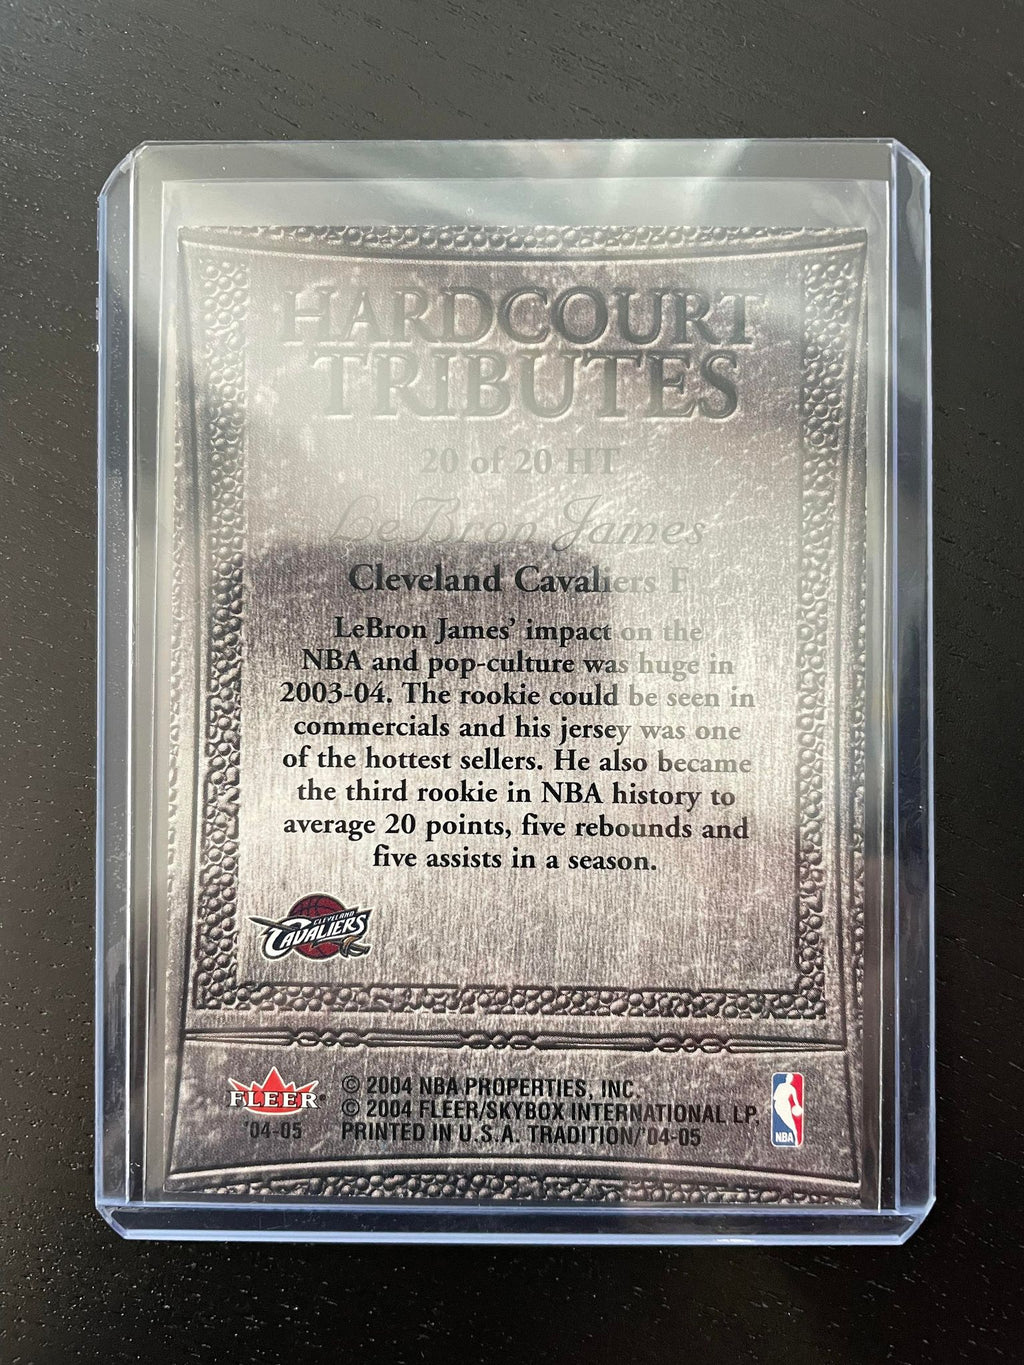 HARDCOURT
TRIBUTES
20 of 20 HT
LeBron James
Cleveland Cavaliers F
LeBron James' impact on the
NBA and pop-culture was huge in
2003-04. The rookie could be seen in
commercials and his jersey was one
of the hottest sellers. He also became
the third rookie in NBA history to
average 20 points, five rebounds and
five assists in a season.
CLEVELAND
CAVALIERS
FLEER®
'04-05
© 2004 NBA PROPERTIES, INC.
© 2004 FLEER/SKYBOX INTERNATIONAL LP,
PRINTED IN U.S.A. TRADITION/'04-05
NBA